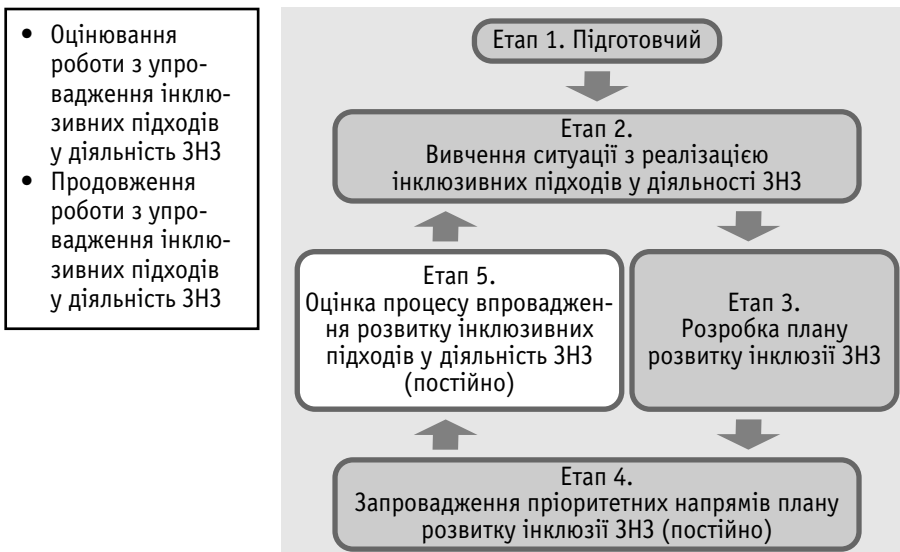 • Оцінювання
роботи з упро-
вадження інклю-
зивних підходів
у діяльність ЗНЗ
• Продовження
роботи з упро-
вадження інклю-
зивних підходів
у діяльність ЗНЗ
Етап 1. Підготовчий
Етап 2.
Вивчення ситуації з реалізацією
інклюзивних підходів у діяльності ЗНЗ
Етап 5.
Оцінка процесу впроваджен-
ня розвитку інклюзивних
підходів у діяльність ЗНЗ
(постійно)
Етап 3.
Розробка плану
розвитку інклюзії ЗНЗ
Етап 4.
Запровадження пріоритетних напрямів плану
розвитку інклюзії ЗНЗ (постійно)